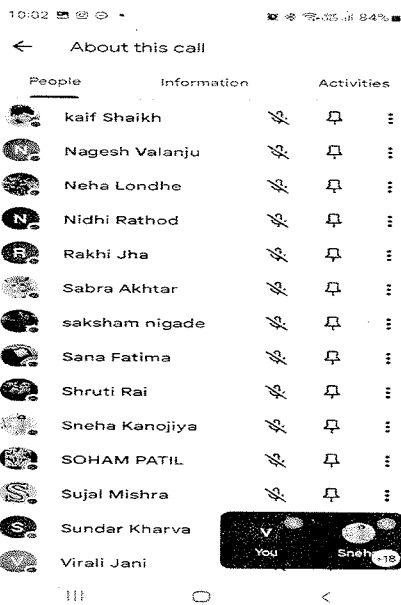 10:02
84%
About this call
People Information Activities
kaif Shaikh
N Nagesh Valanju
Neha Londhe
N Nidhi Rathod
R Rakhi Jha
Sabra Akhtar
saksham nigade
Sana Fatima
Shruti Rai
Sneha Kanojiya
SOHAM PATIL
S Sujal Mishra
S Sundar Kharva
V Virali Jani
V
You Sneh +18